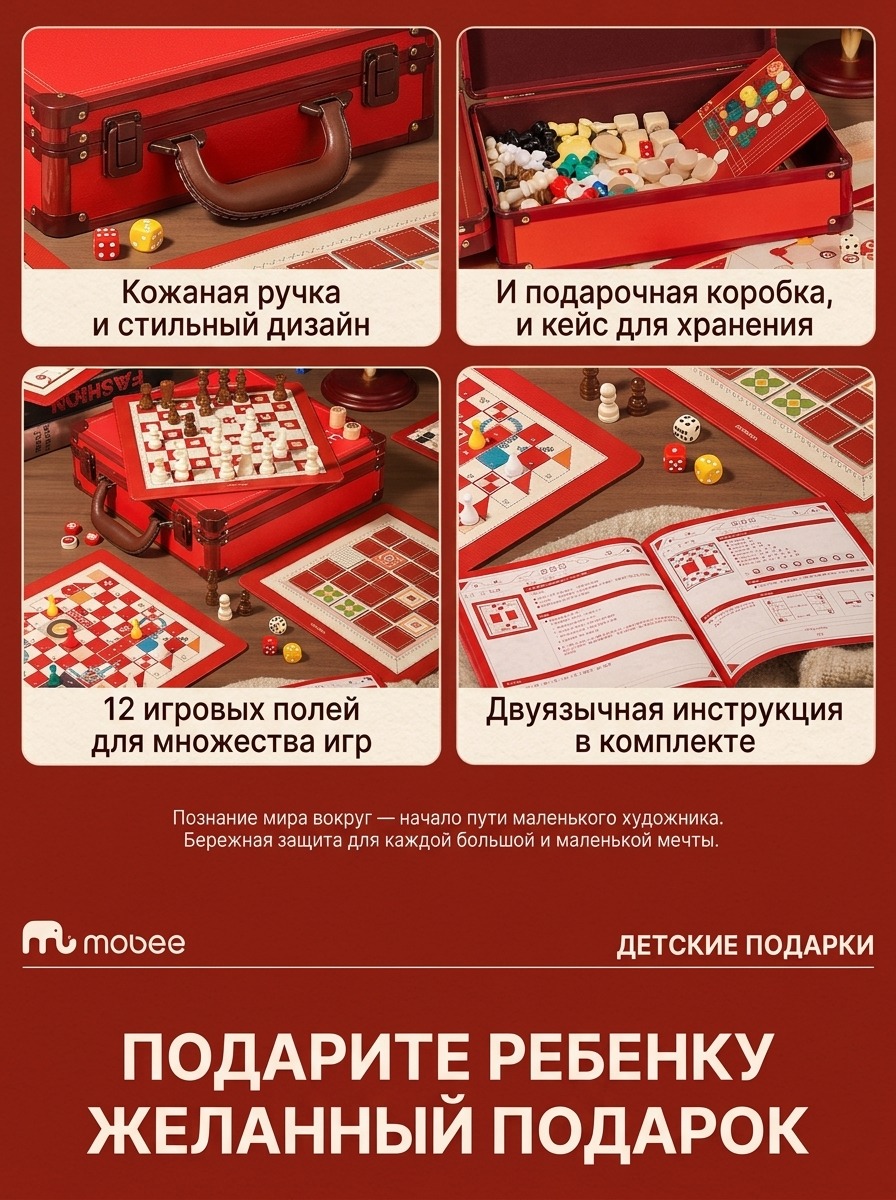 Кожаная ручка
и стильный дизайн
И подарочная коробка,
и кейс для хранения
FASHION
12 игровых полей
для множества игр
Двуязычная инструкция
в комплекте
Познание мира вокруг — начало пути маленького художника.
Бережная защита для каждой большой и маленькой мечты.
mobee
ДЕТСКИЕ ПОДАРКИ
ПОДАРИТЕ РЕБЕНКУ
ЖЕЛАННЫЙ ПОДАРОК